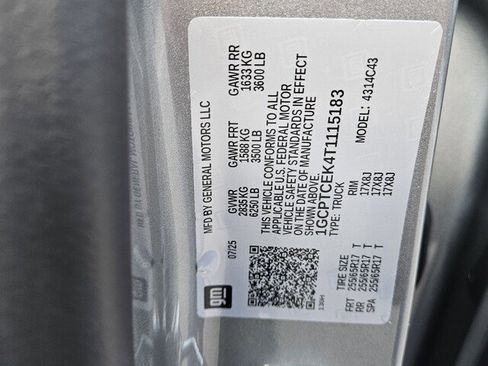 MFD BY GENERAL MOTORS LLC
07/25
GVWR GAWR FRT GAWR RR
2835 KG 1588 KG 1633 KG
6250 LB 3500 LB 3600 LB
THIS VEHICLE CONFORMS TO ALL
APPLICABLE U.S. FEDERAL MOTOR
VEHICLE SAFETY STANDARDS IN EFFECT
ON THE DATE OF MANUFACTURE
SHOWN ABOVE.
1GCPTCEK4T1115183
TYPE: TRUCK MODEL: 4314C43
TIRE SIZE RIM
FRT 255/65R17 T 17X8J
RR 255/65R17 T 17X8J
SPA 255/65R17 T 17X8J
gm